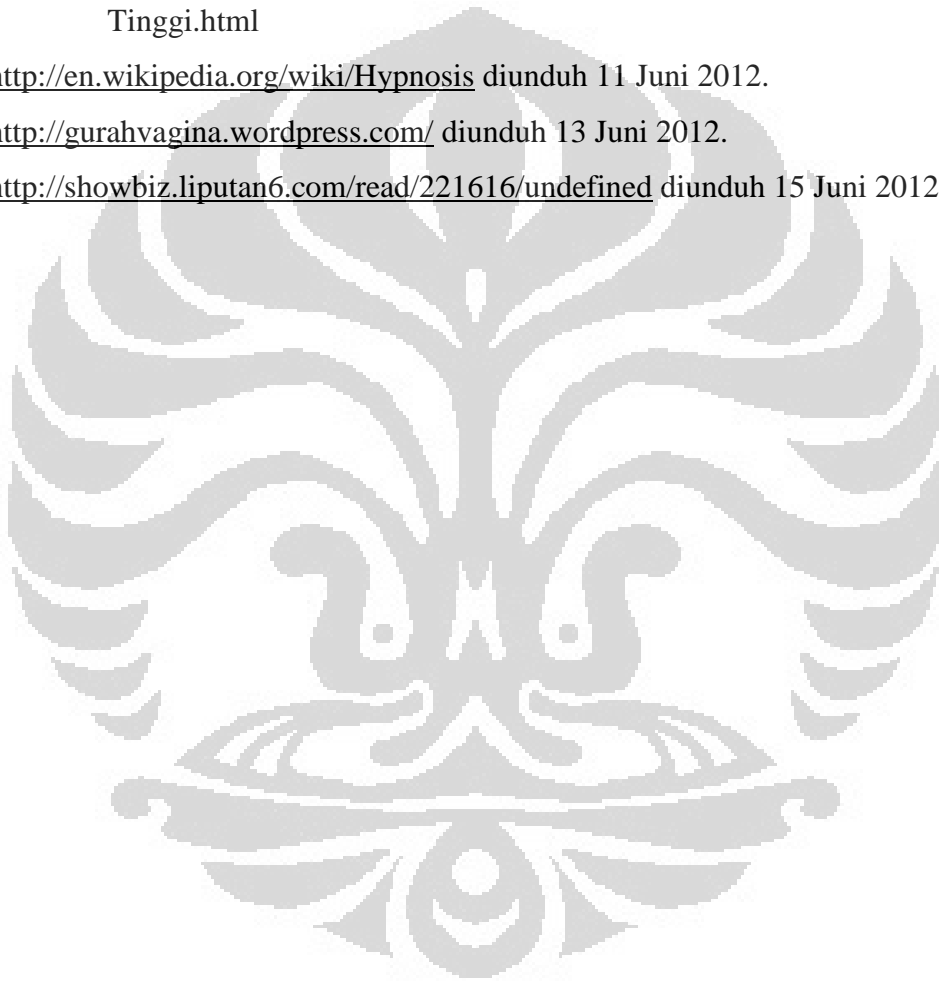 Tinggi.html
http://en.wikipedia.org/wiki/Hypnosis diunduh 11 Juni 2012.
http://gurahvagina.wordpress.com/ diunduh 13 Juni 2012.
http://showbiz.liputan6.com/read/221616/undefined diunduh 15 Juni 2012